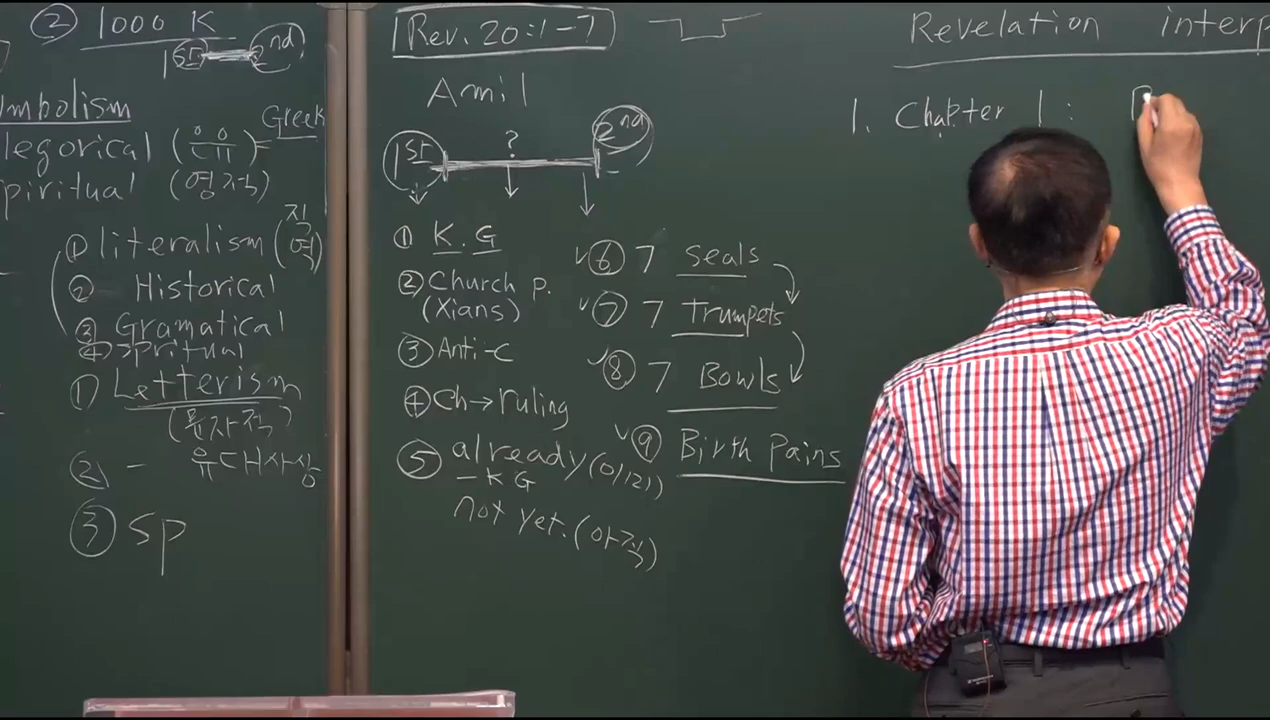 ② 1000 K
1st 2nd
mbolism
Greek
legorical (우유) =
piritual (영적)
① literalism (직역)
② Historical
③ Gramatical
④ → spritual
① Letterism
(문자적)
② - 유대사상
③ sp
Rev. 20:1-7
Amil
1st ? 2nd
① K.G
② Church p.
(Xians)
③ Anti-c
④ Ch → ruling
⑤ already (이미)
- K G
not yet. (아직)
⑥ 7 seals
⑦ 7 Trumpets
⑧ 7 Bowls
⑨ Birth Pains
Revelation interp
1. Chapter 1: